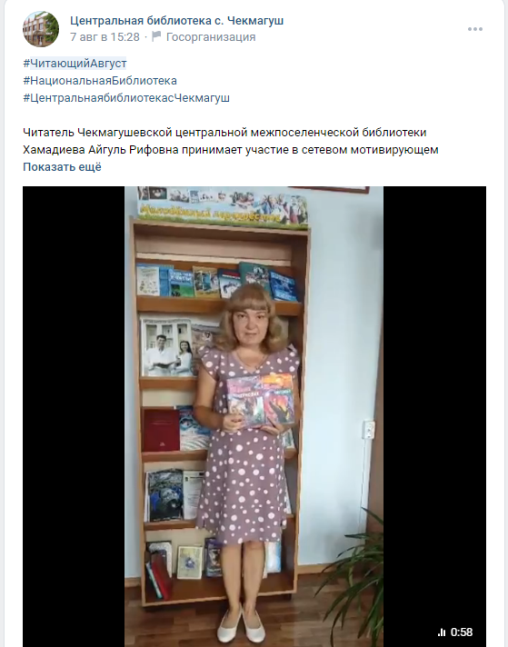 Центральная библиотека с. Чекмагуш
7 авг в 15:28 · Госорганизация
#ЧитающийАвгуст
#НациональнаяБиблиотека
#ЦентральнаябиблиотекасЧекмагуш
Читатель Чекмагушевской центральной межпоселенческой библиотеки
Хамадиева Айгуль Рифовна принимает участие в сетевом мотивирующем
Показать ещё
0:58